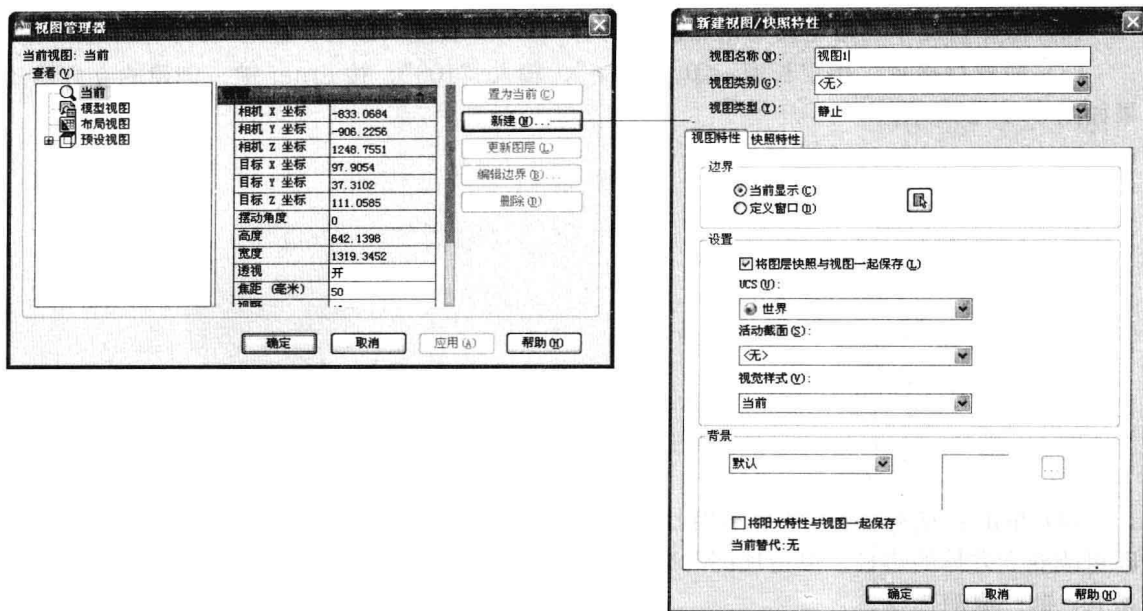 视图管理器
当前视图: 当前
查看(V)
当前
模型视图
布局视图
预设视图
相机 X 坐标 -833.0684
相机 Y 坐标 -906.2256
相机 Z 坐标 1248.7551
目标 X 坐标 97.9054
目标 Y 坐标 37.3102
目标 Z 坐标 111.0585
摆动角度 0
高度 642.1398
宽度 1319.3452
透视 开
焦距 (毫米) 50
置为当前(C)
新建(N)...
更新图层(L)
编辑边界(B)...
删除(D)
确定
取消
应用(A)
帮助(H)
新建视图/快照特性
视图名称(N): 视图1
视图类别(G): <无>
视图类型(Y): 静止
视图特性 快照特性
边界
当前显示(C)
定义窗口(D)
设置
将图层快照与视图一起保存(L)
UCS(U):
世界
活动截面(S):
<无>
视觉样式(V):
当前
背景
默认
...
将阳光特性与视图一起保存
当前替代:无
确定
取消
帮助(H)